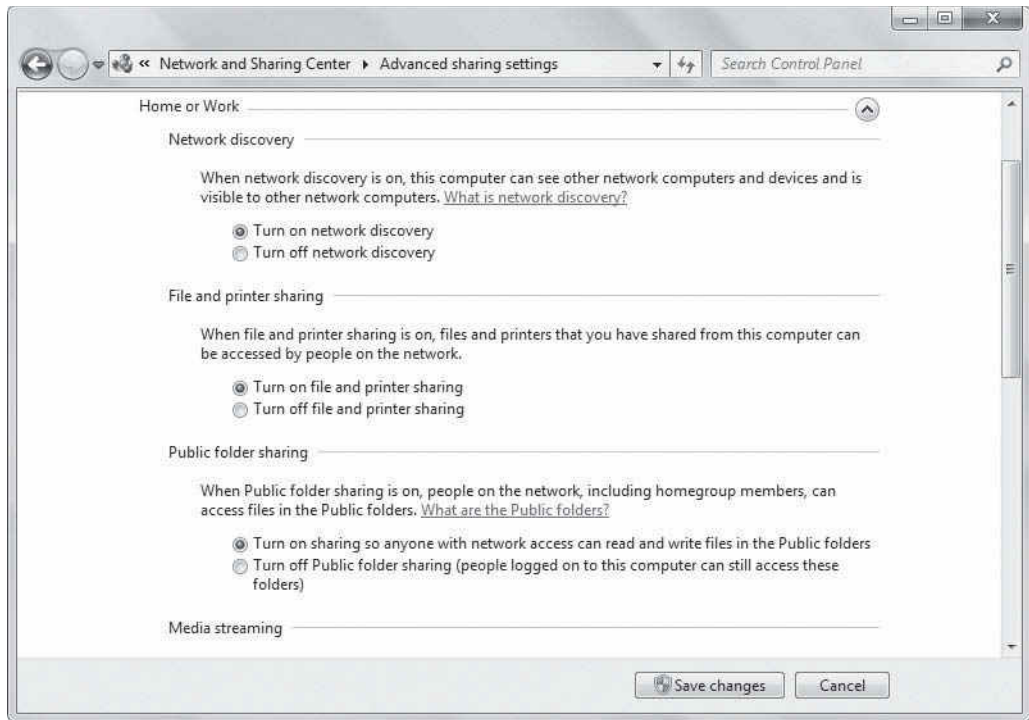 « Network and Sharing Center ▸ Advanced sharing settings
Search Control Panel
Home or Work
Network discovery
When network discovery is on, this computer can see other network computers and devices and is
visible to other network computers. What is network discovery?
Turn on network discovery
Turn off network discovery
File and printer sharing
When file and printer sharing is on, files and printers that you have shared from this computer can
be accessed by people on the network.
Turn on file and printer sharing
Turn off file and printer sharing
Public folder sharing
When Public folder sharing is on, people on the network, including homegroup members, can
access files in the Public folders. What are the Public folders?
Turn on sharing so anyone with network access can read and write files in the Public folders
Turn off Public folder sharing (people logged on to this computer can still access these
folders)
Media streaming
Save changes
Cancel